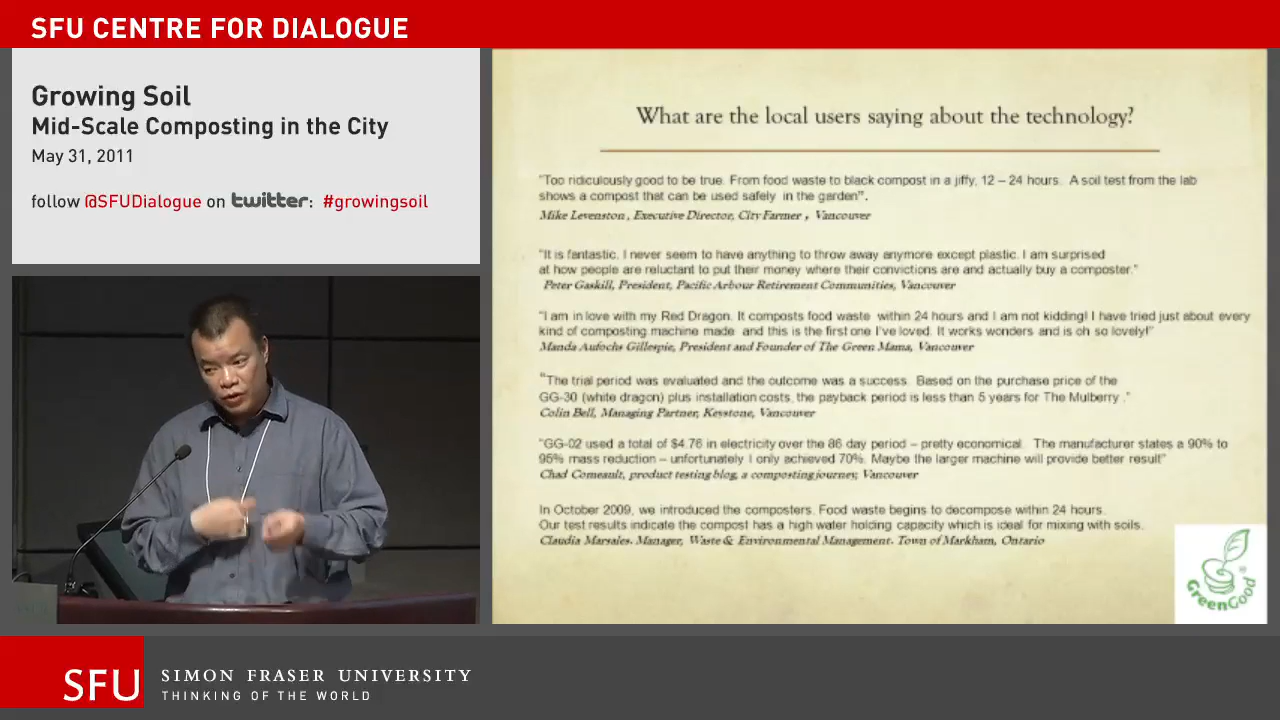 SFU CENTRE FOR DIALOGUE
Growing Soil
Mid-Scale Composting in the City
May 31, 2011
follow @SFUDialogue on twitter: #growingsoil
What are the local users saying about the technology?
"Too ridiculously good to be true. From food waste to black compost in a jiffy, 12 – 24 hours. A soil test from the lab
shows a compost that can be used safely in the garden".
Mike Levenston , Executive Director, City Farmer , Vancouver
"It is fantastic. I never seem to have anything to throw away anymore except plastic. I am surprised
at how people are reluctant to put their money where their convictions are and actually buy a composter."
Peter Gaskill, President, Pacific Arbour Retirement Communities, Vancouver
"I am in love with my Red Dragon. It composts food waste within 24 hours and I am not kidding! I have tried just about every
kind of composting machine made and this is the first one I've loved. It works wonders and is oh so lovely!"
Manda Aufochs Gillespie, President and Founder of The Green Mama, Vancouver
"The trial period was evaluated and the outcome was a success. Based on the purchase price of the
GG-30 (white dragon) plus installation costs, the payback period is less than 5 years for The Mulberry ."
Colin Bell, Managing Partner, Keystone, Vancouver
"GG-02 used a total of $4.76 in electricity over the 86 day period – pretty economical. The manufacturer states a 90% to
95% mass reduction – unfortunately I only achieved 70%. Maybe the larger machine will provide better result"
Chad Comeault, product testing blog, a composting journey, Vancouver
In October 2009, we introduced the composters. Food waste begins to decompose within 24 hours.
Our test results indicate the compost has a high water holding capacity which is ideal for mixing with soils.
Claudia Marsales. Manager, Waste & Environmental Management. Town of Markham, Ontario
GreenGood®
SFU SIMON FRASER UNIVERSITY
THINKING OF THE WORLD